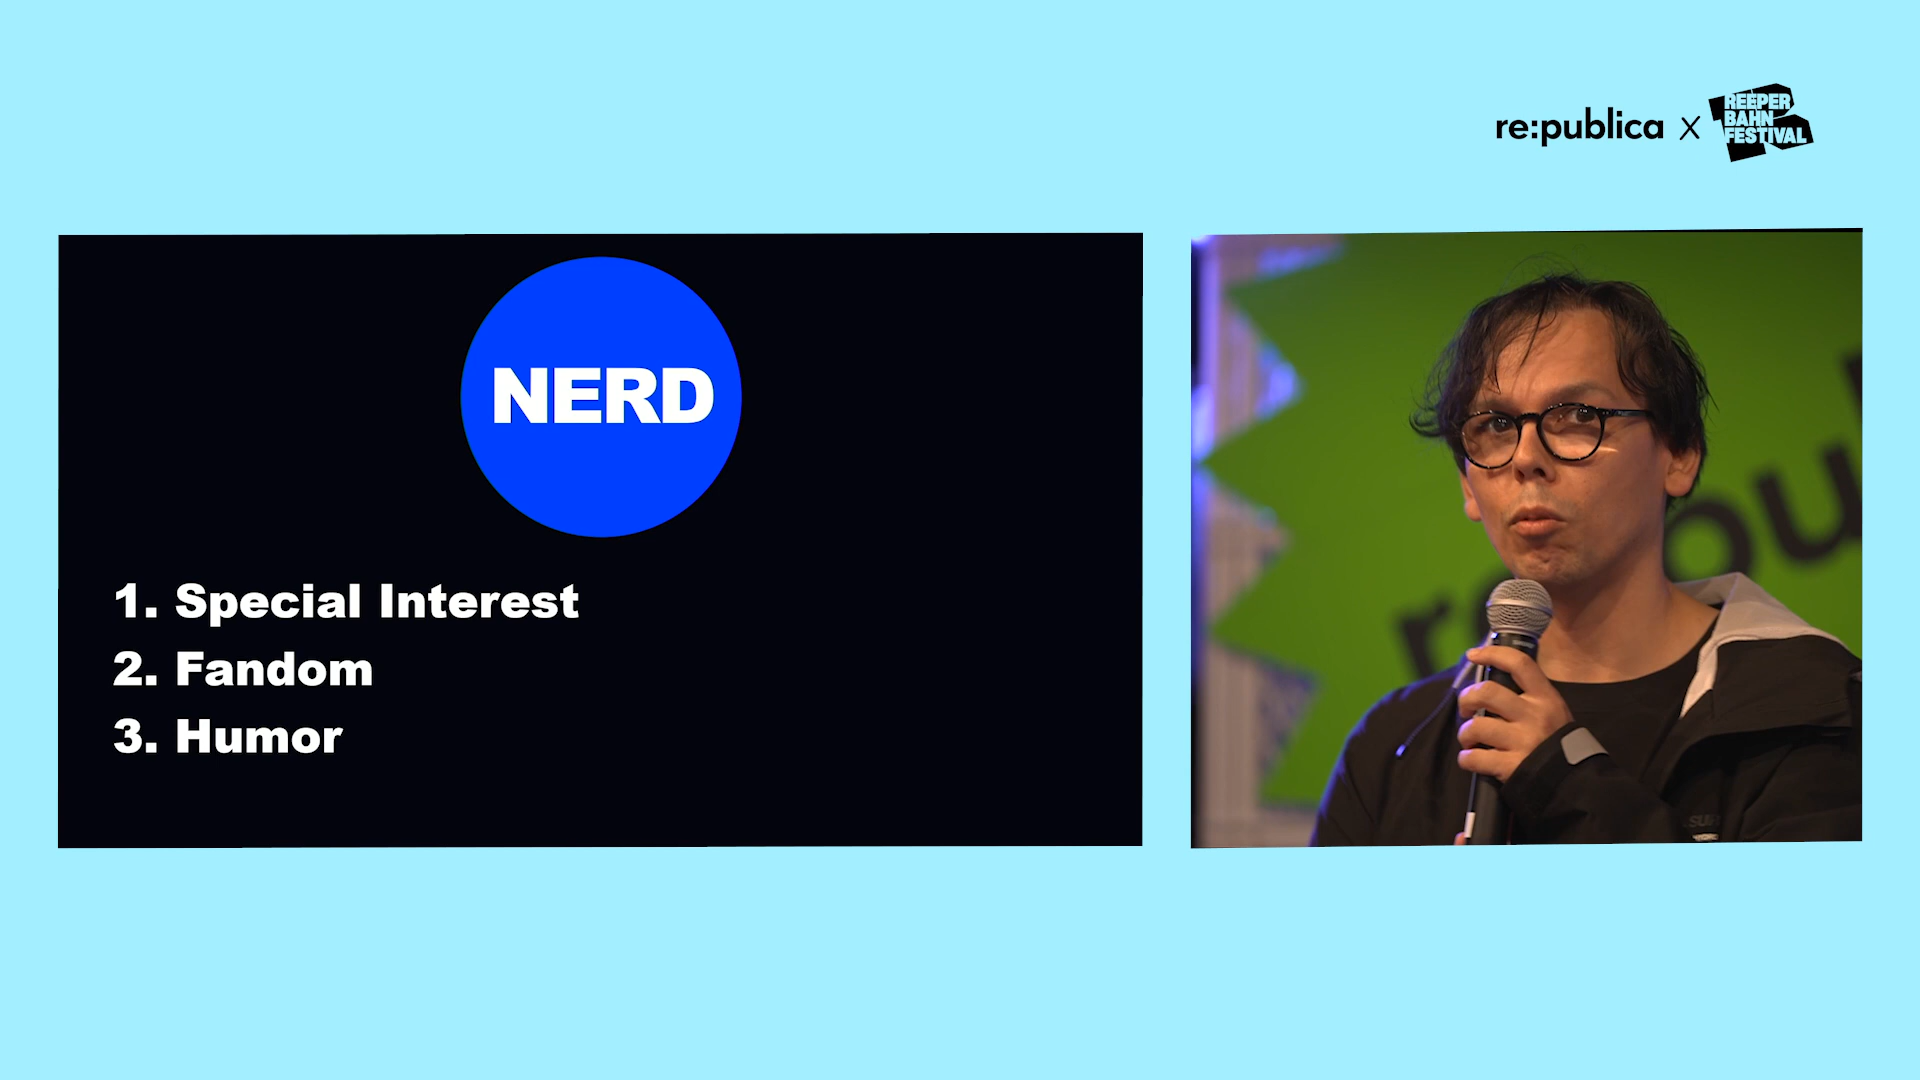 re:publica x REEPER
BAHN
FESTIVAL
NERD
1. Special Interest
2. Fandom
3. Humor